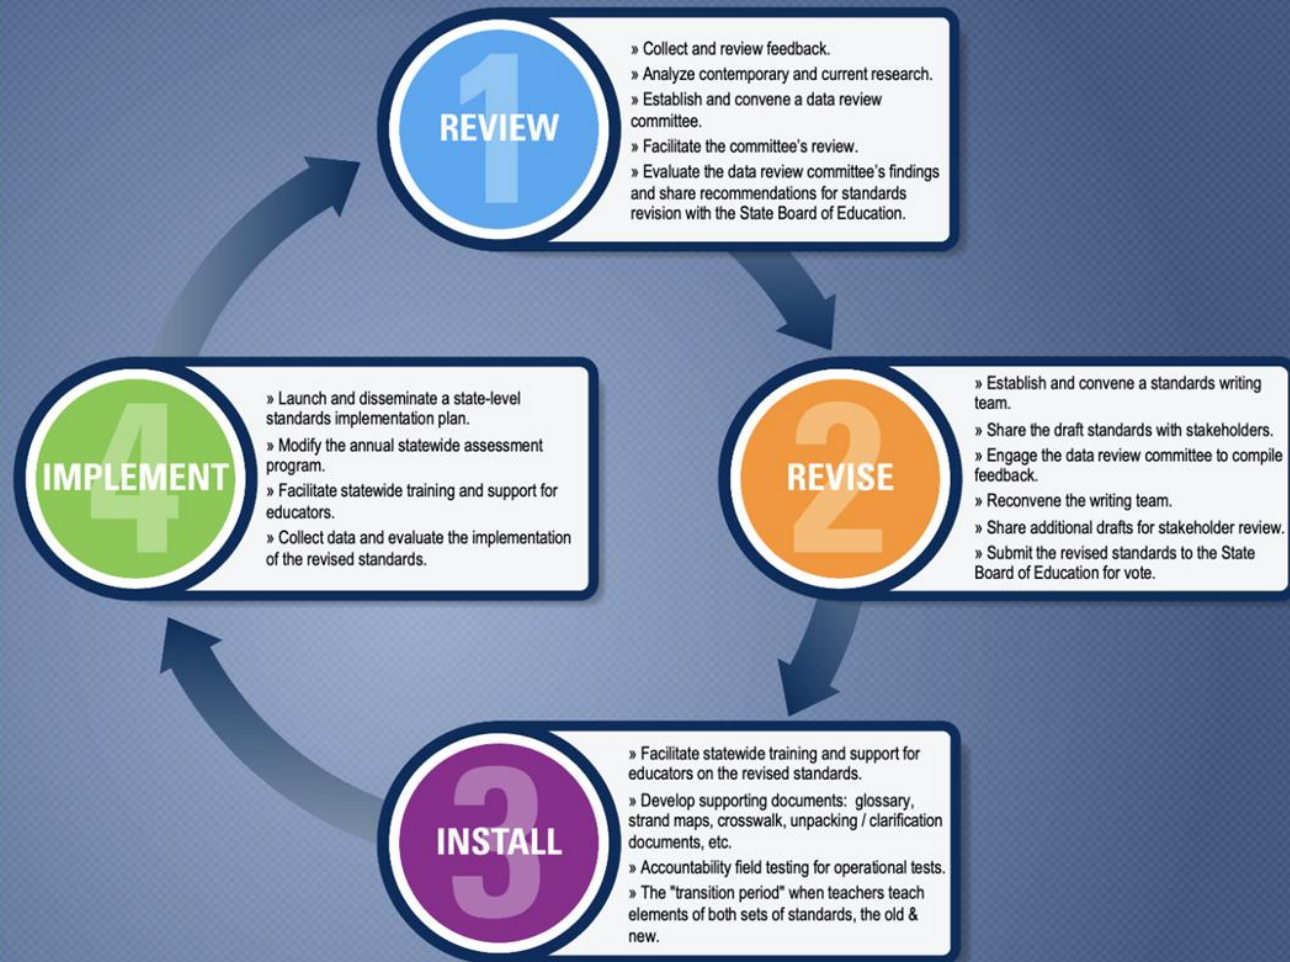 1
REVIEW
» Collect and review feedback.
» Analyze contemporary and current research.
» Establish and convene a data review
committee.
» Facilitate the committee's review.
» Evaluate the data review committee's findings
and share recommendations for standards
revision with the State Board of Education.
2
REVISE
» Establish and convene a standards writing
team.
» Share the draft standards with stakeholders.
» Engage the data review committee to compile
feedback.
» Reconvene the writing team.
» Share additional drafts for stakeholder review.
» Submit the revised standards to the State
Board of Education for vote.
3
INSTALL
» Facilitate statewide training and support for
educators on the revised standards.
» Develop supporting documents:  glossary,
strand maps, crosswalk, unpacking / clarification
documents, etc.
» Accountability field testing for operational tests.
» The "transition period" when teachers teach
elements of both sets of standards, the old &
new.
4
IMPLEMENT
» Launch and disseminate a state-level
standards implementation plan.
» Modify the annual statewide assessment
program.
» Facilitate statewide training and support for
educators.
» Collect data and evaluate the implementation
of the revised standards.